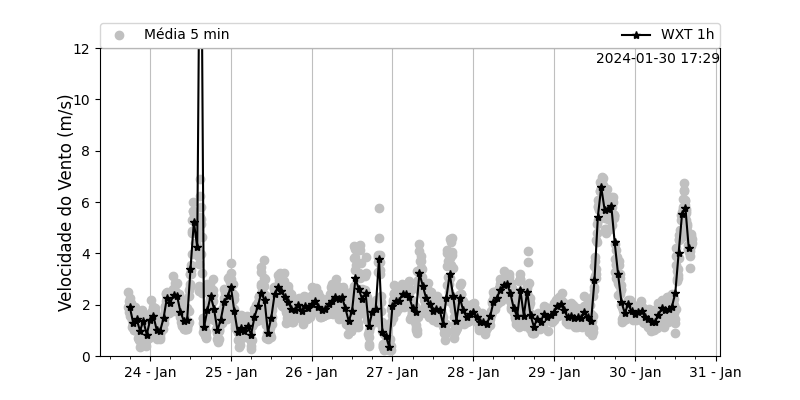 Média 5 min
WXT 1h
2024-01-30 17:29
Velocidade do Vento (m/s)
12
10
8
6
4
2
0
24 - Jan 25 - Jan 26 - Jan 27 - Jan 28 - Jan 29 - Jan 30 - Jan 31 - Jan